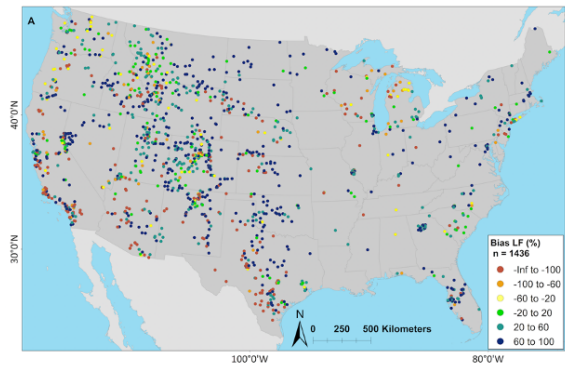 A
40°0'N
30°0'N
Bias LF (%)
n = 1436
-Inf to -100
-100 to -60
-60 to -20
-20 to 20
20 to 60
60 to 100
N
0 250 500 Kilometers
100°0'W
80°0'W